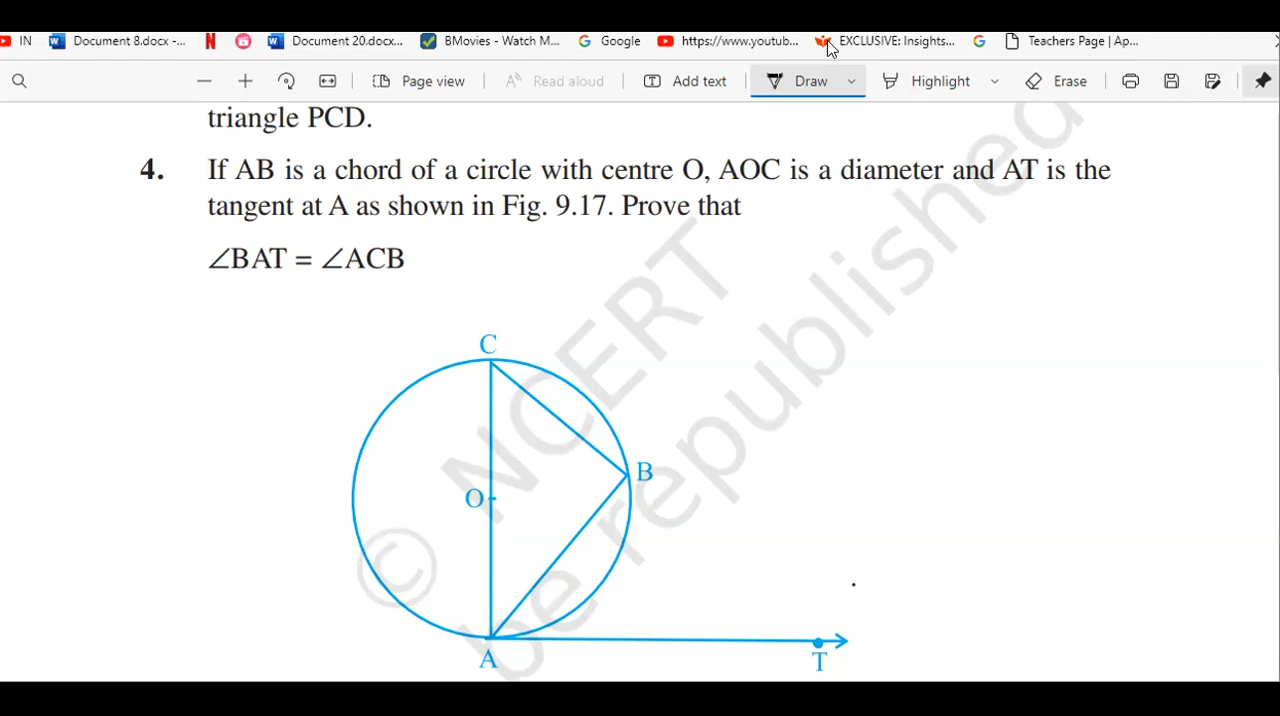 IN Document 8.docx -... Document 20.docx... BMovies - Watch M... Google https://www.youtub... EXCLUSIVE: Insights... Teachers Page | Ap...
Page view Read aloud Add text Draw Highlight Erase
triangle PCD.
4. If AB is a chord of a circle with centre O, AOC is a diameter and AT is the
tangent at A as shown in Fig. 9.17. Prove that
∠BAT = ∠ACB
C
B
O
A
T
© NCERT
be republished